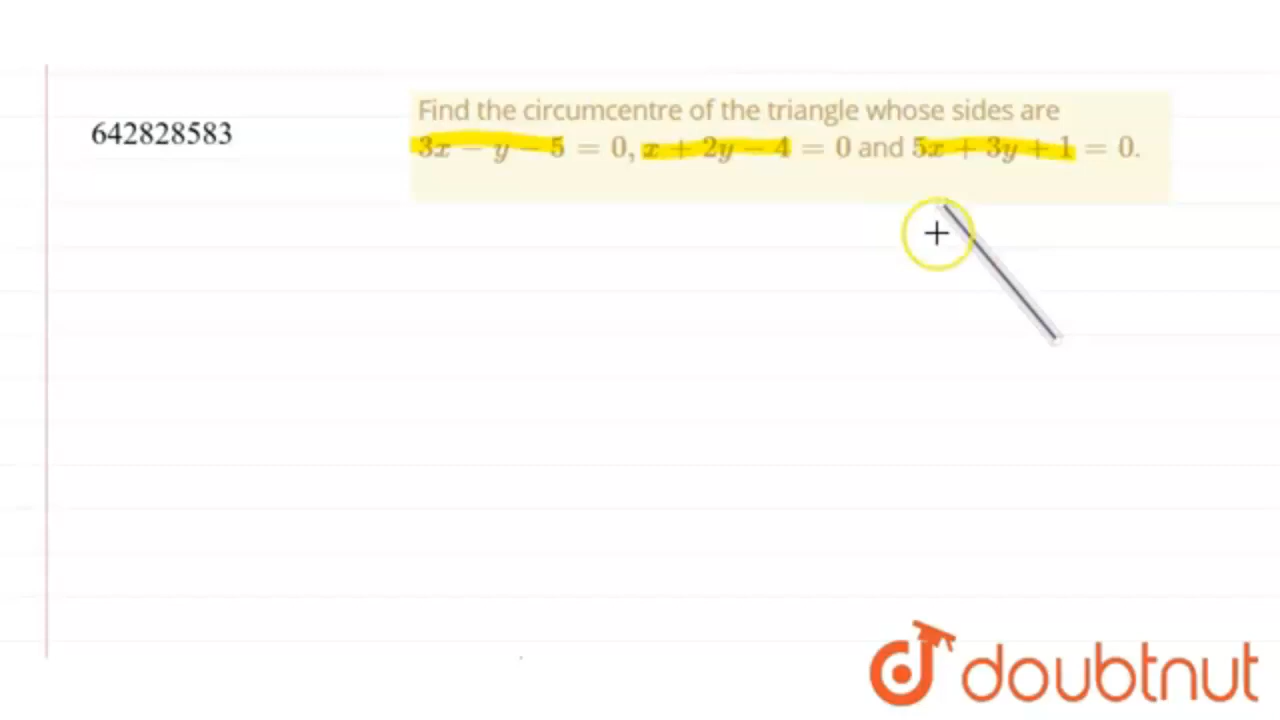 642828583
Find the circumcentre of the triangle whose sides are
3x − y − 5 = 0, x + 2y − 4 = 0 and 5x + 3y + 1 = 0.
doubtnut